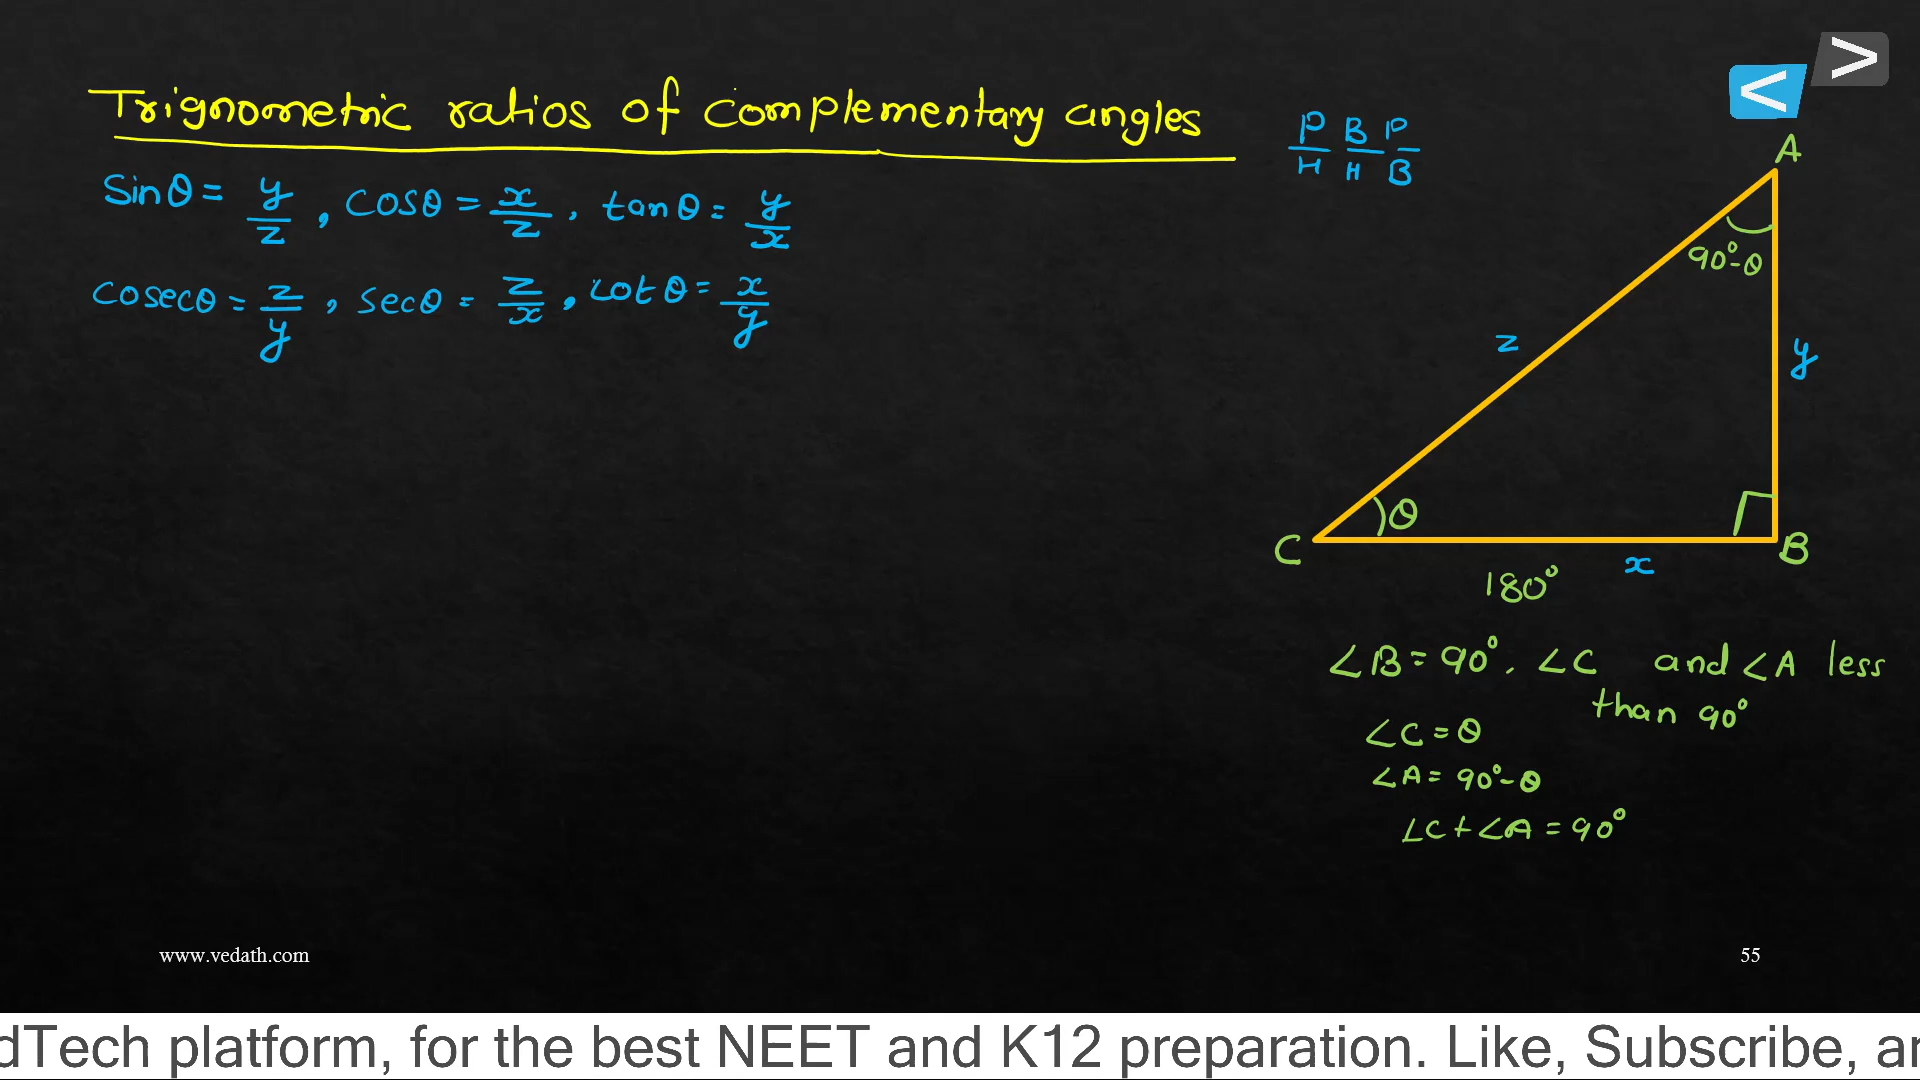 Trignometric ratios of complementary angles
P/H B/H P/B
Sinθ = y/z, cosθ = x/z, tanθ = y/x
cosecθ = z/y, secθ = z/x, cotθ = x/y
A
90°-θ
z
y
θ
C
B
x
180°
∠B = 90°. ∠C and ∠A less
than 90°
∠C = θ
∠A = 90°-θ
∠C + ∠A = 90°
www.vedath.com
55
dTech platform, for the best NEET and K12 preparation. Like, Subscribe, ar